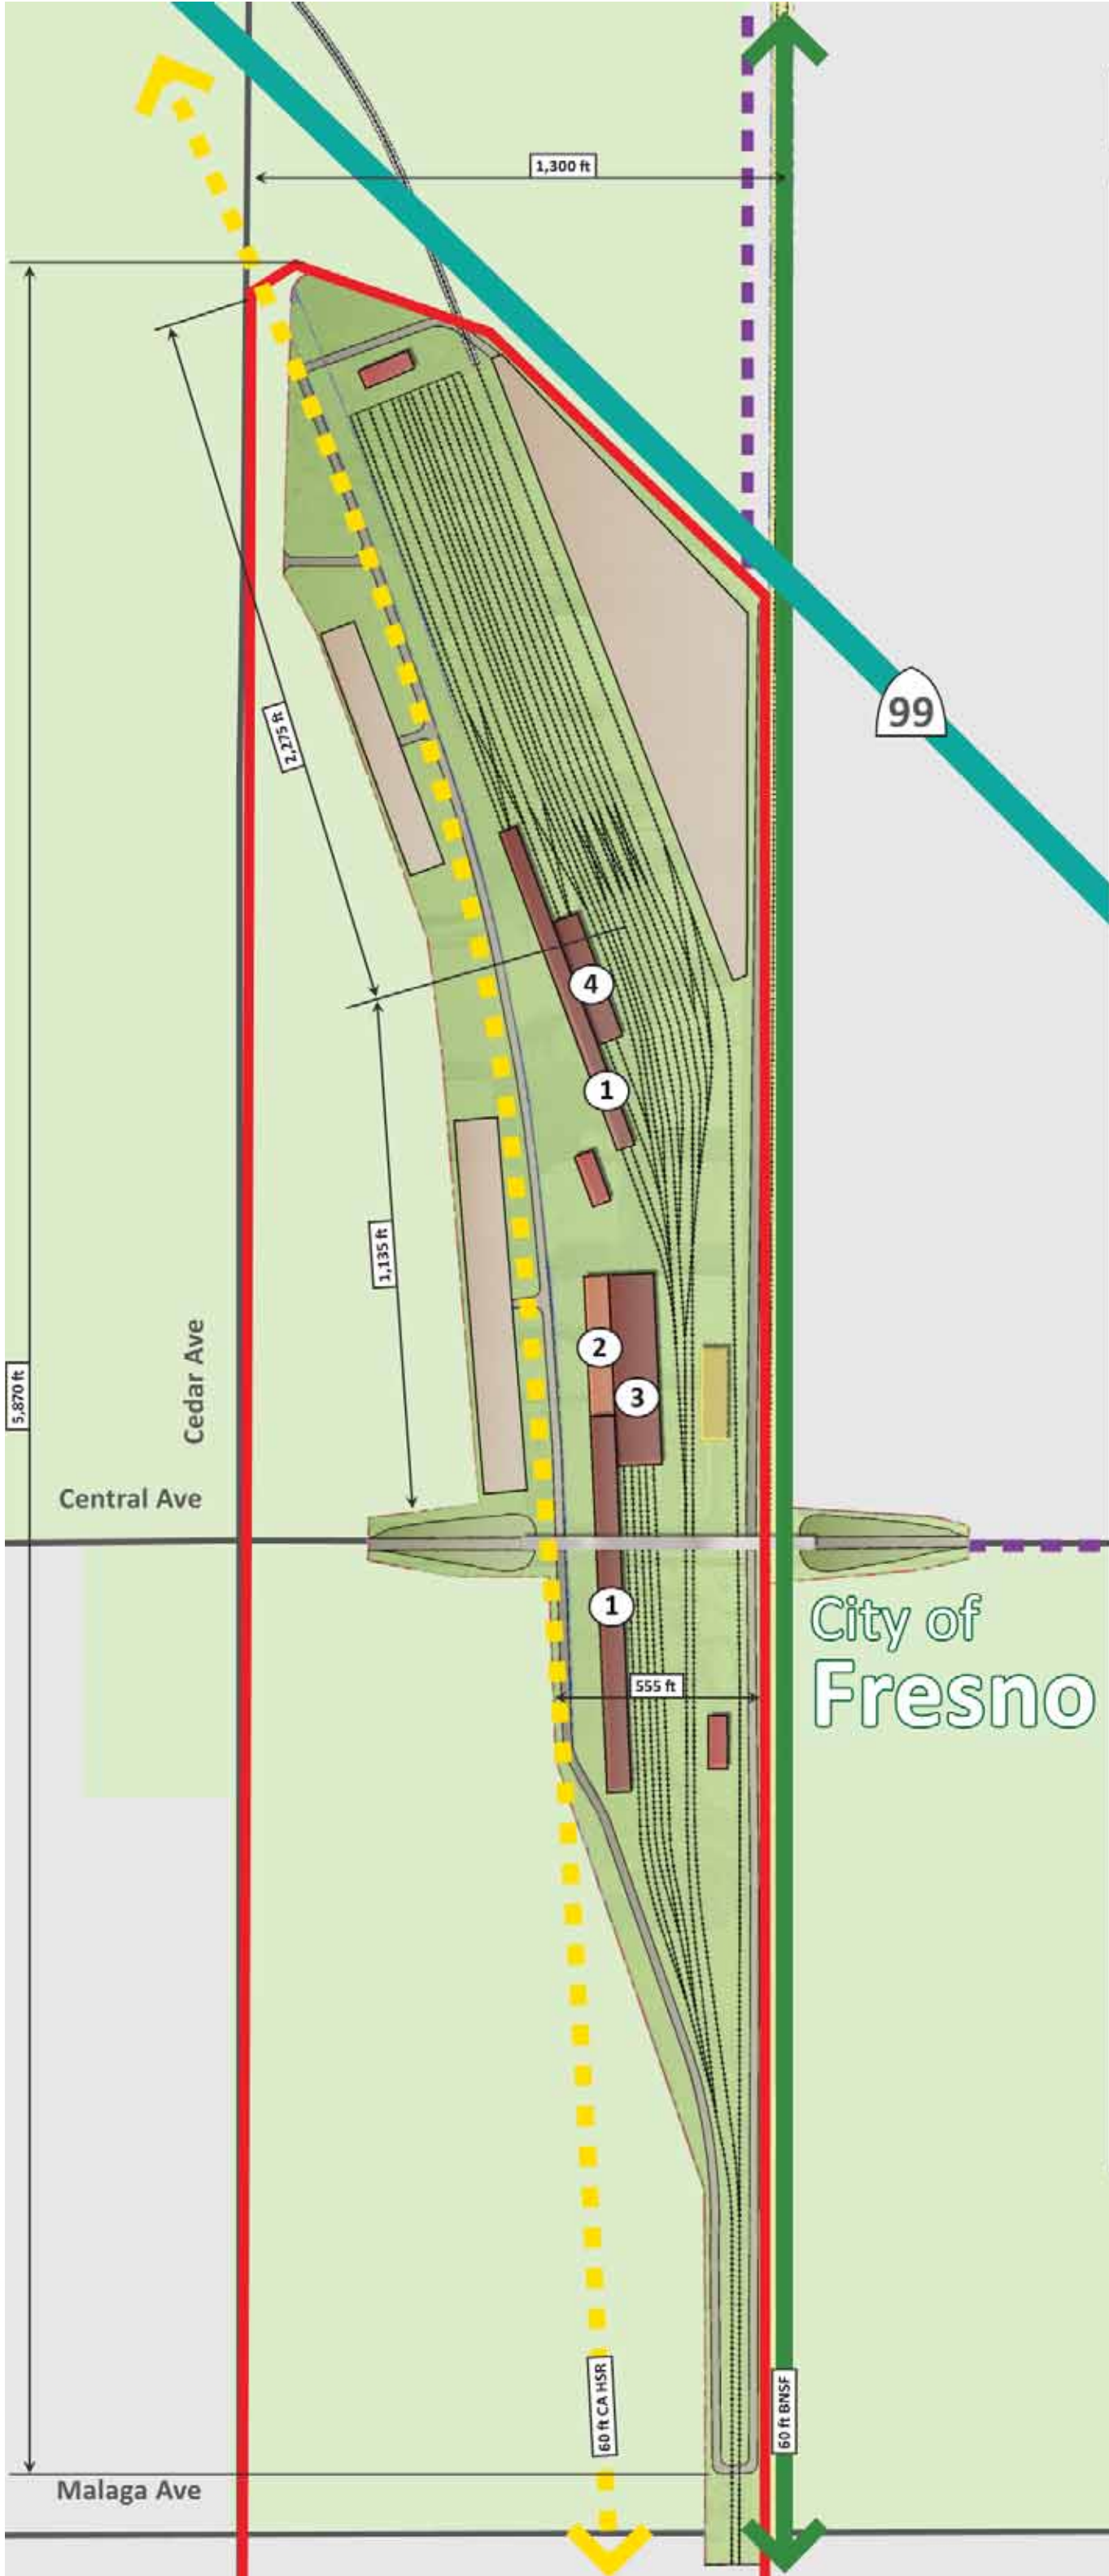 1,300 ft
99
2,275 ft
4
1
1,135 ft
2
3
5,870 ft
Cedar Ave
Central Ave
1
City of
Fresno
555 ft
60 ft CA HSR
60 ft BNSF
Malaga Ave